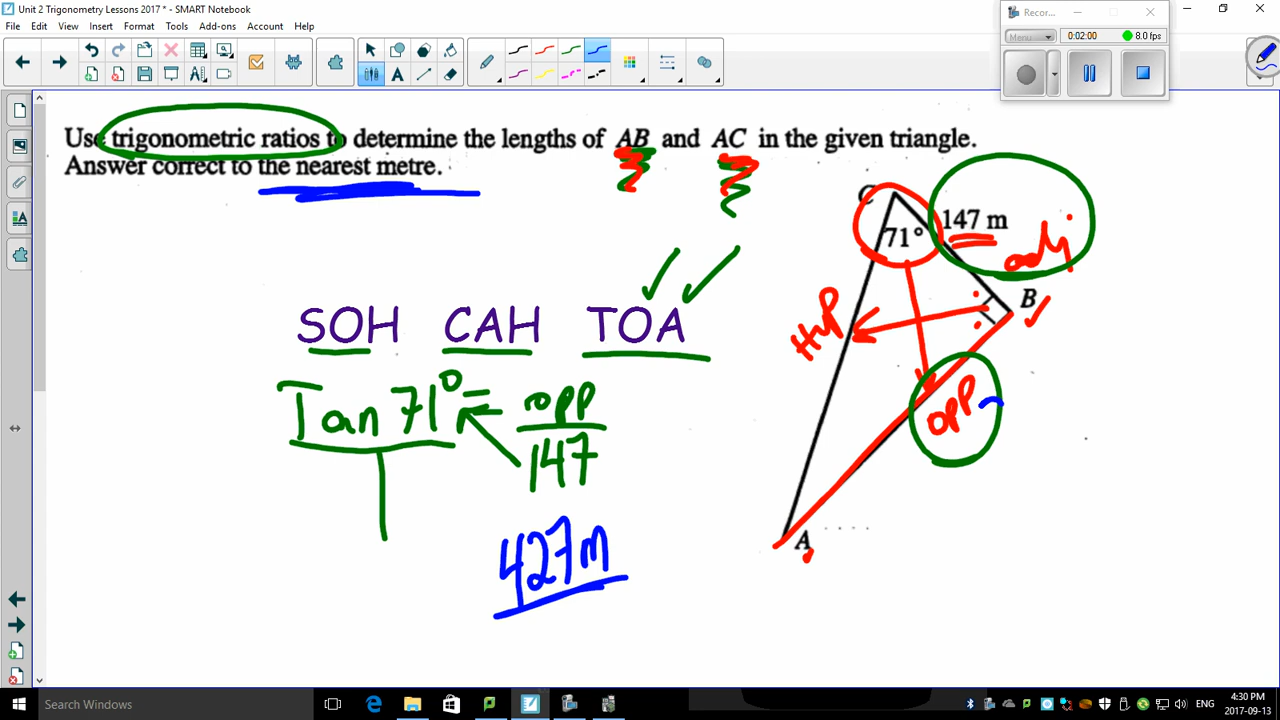 Unit 2 Trigonometry Lessons 2017 * - SMART Notebook
File Edit View Insert Format Tools Add-ons Account Help
Recor...
Menu 0:02:00 8.0 fps
Use trigonometric ratios to determine the lengths of AB and AC in the given triangle.
Answer correct to the nearest metre.
C
147 m
71°
adj
B
Hyp
SOH CAH TOA
Tan 71° = opp
147
opp
427m
A
Search Windows
ENG
4:30 PM
2017-09-13